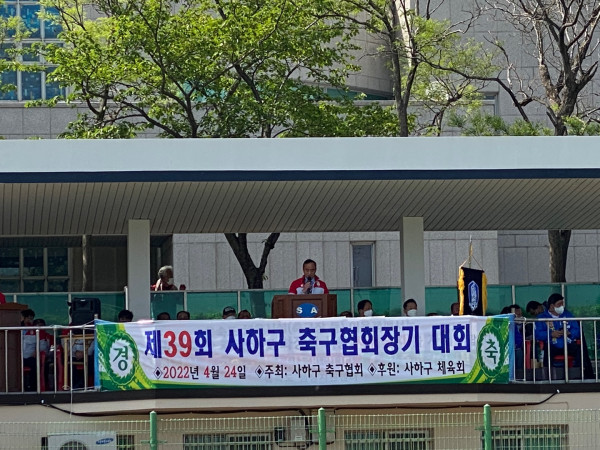 경
제39회 사하구 축구협회장기 대회
◆2022년 4월 24일 ◆주최: 사하구 축구협회 ◆후원: 사하구 체육회
축
S A
SAMSUNG